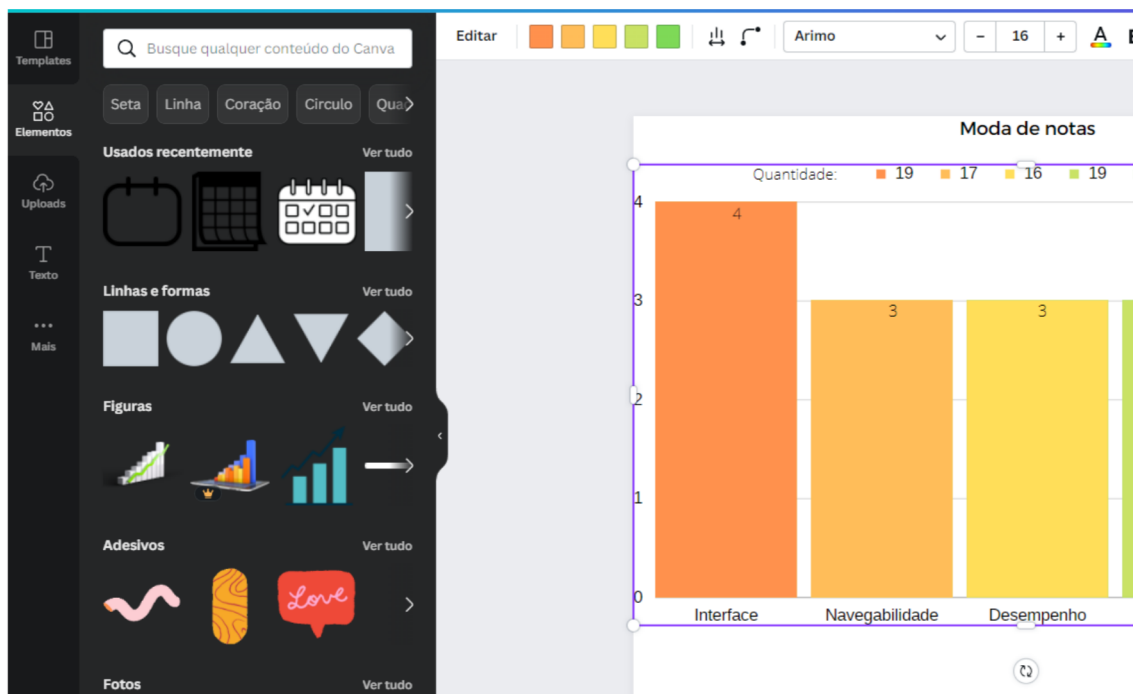 Templates
Elementos
Uploads
Texto
Mais
Busque qualquer conteúdo do Canva
Seta Linha Coração Circulo
Usados recentemente Ver tudo
Linhas e formas Ver tudo
Figuras Ver tudo
Adesivos Ver tudo
Love
Fotos Ver tudo
Editar Arimo - 16 + A
Moda de notas
Quantidade: 19 17 16 19
4
3
2
1
0
4
3
3
Interface Navegabilidade Desempenho